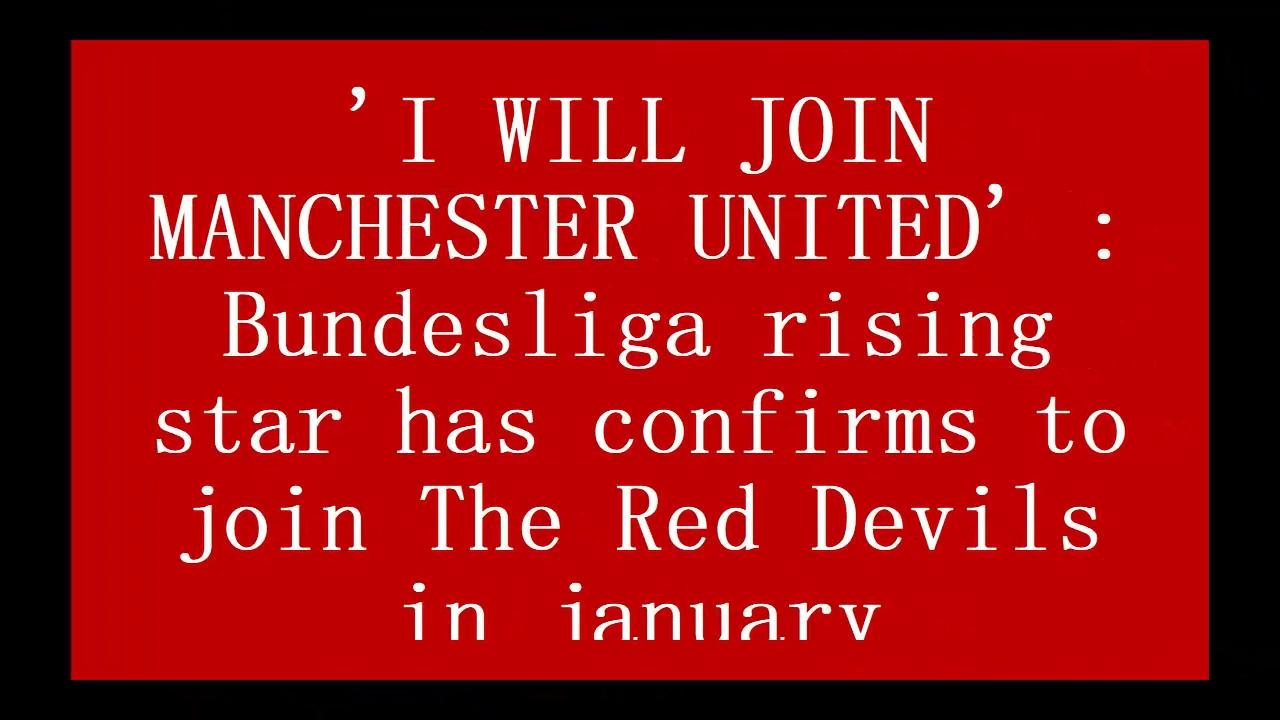 ’I WILL JOIN
MANCHESTER UNITED’ :
Bundesliga rising
star has confirms to
join The Red Devils
in january